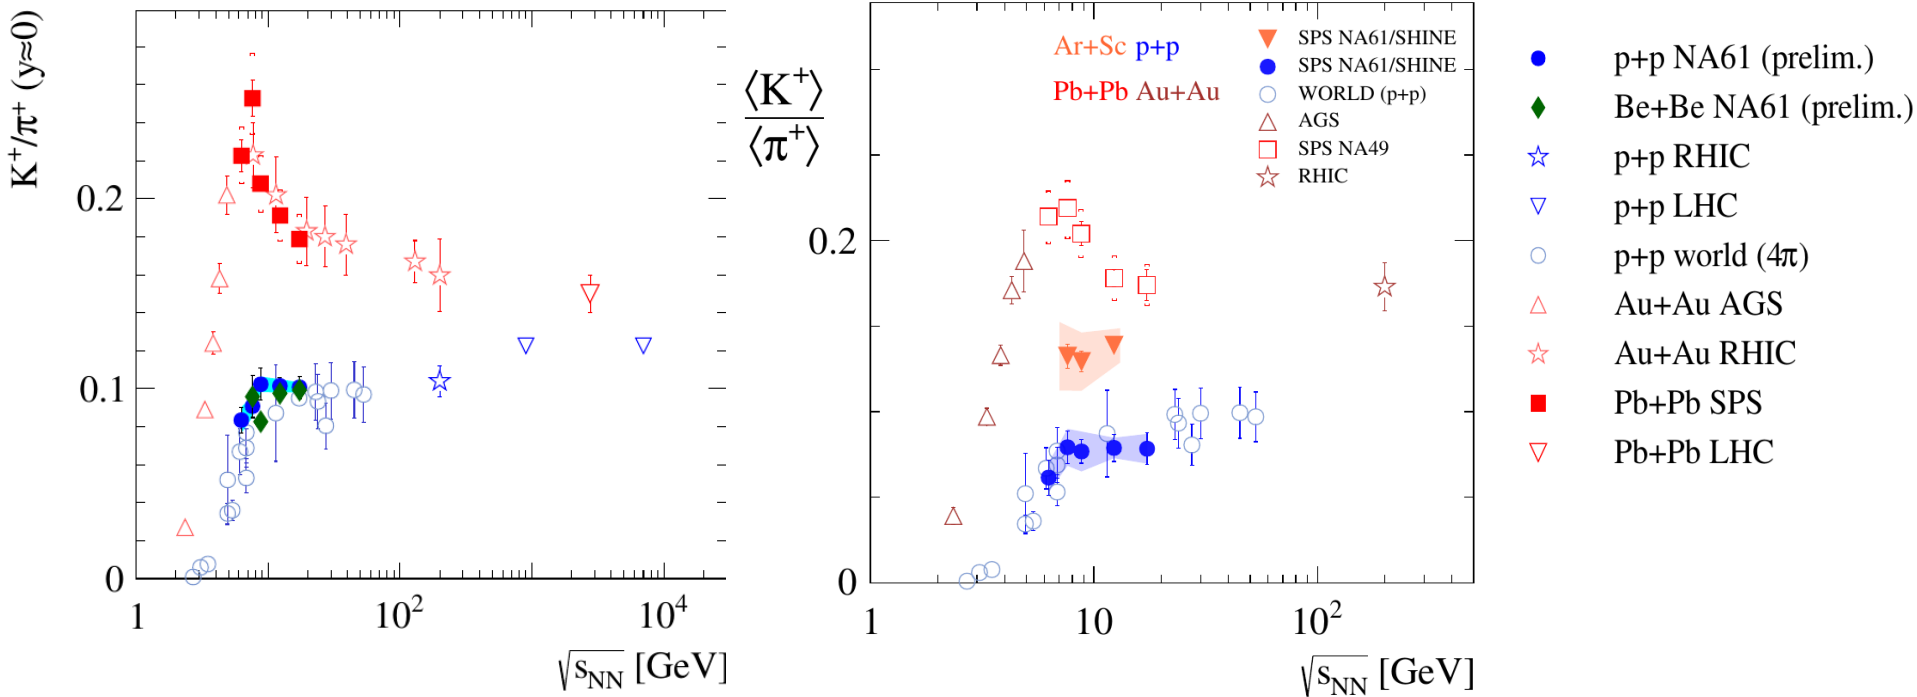 K⁺/π⁺ (y≈0)
0.2
0.1
0
1
10
10²
10⁴
√s_NN [GeV]
⟨K⁺⟩
⟨π⁺⟩
Ar+Sc p+p
Pb+Pb Au+Au
SPS NA61/SHINE
SPS NA61/SHINE
WORLD (p+p)
AGS
SPS NA49
RHIC
0.2
0
1
10
10²
√s_NN [GeV]
p+p NA61 (prelim.)
Be+Be NA61 (prelim.)
p+p RHIC
p+p LHC
p+p world (4π)
Au+Au AGS
Au+Au RHIC
Pb+Pb SPS
Pb+Pb LHC